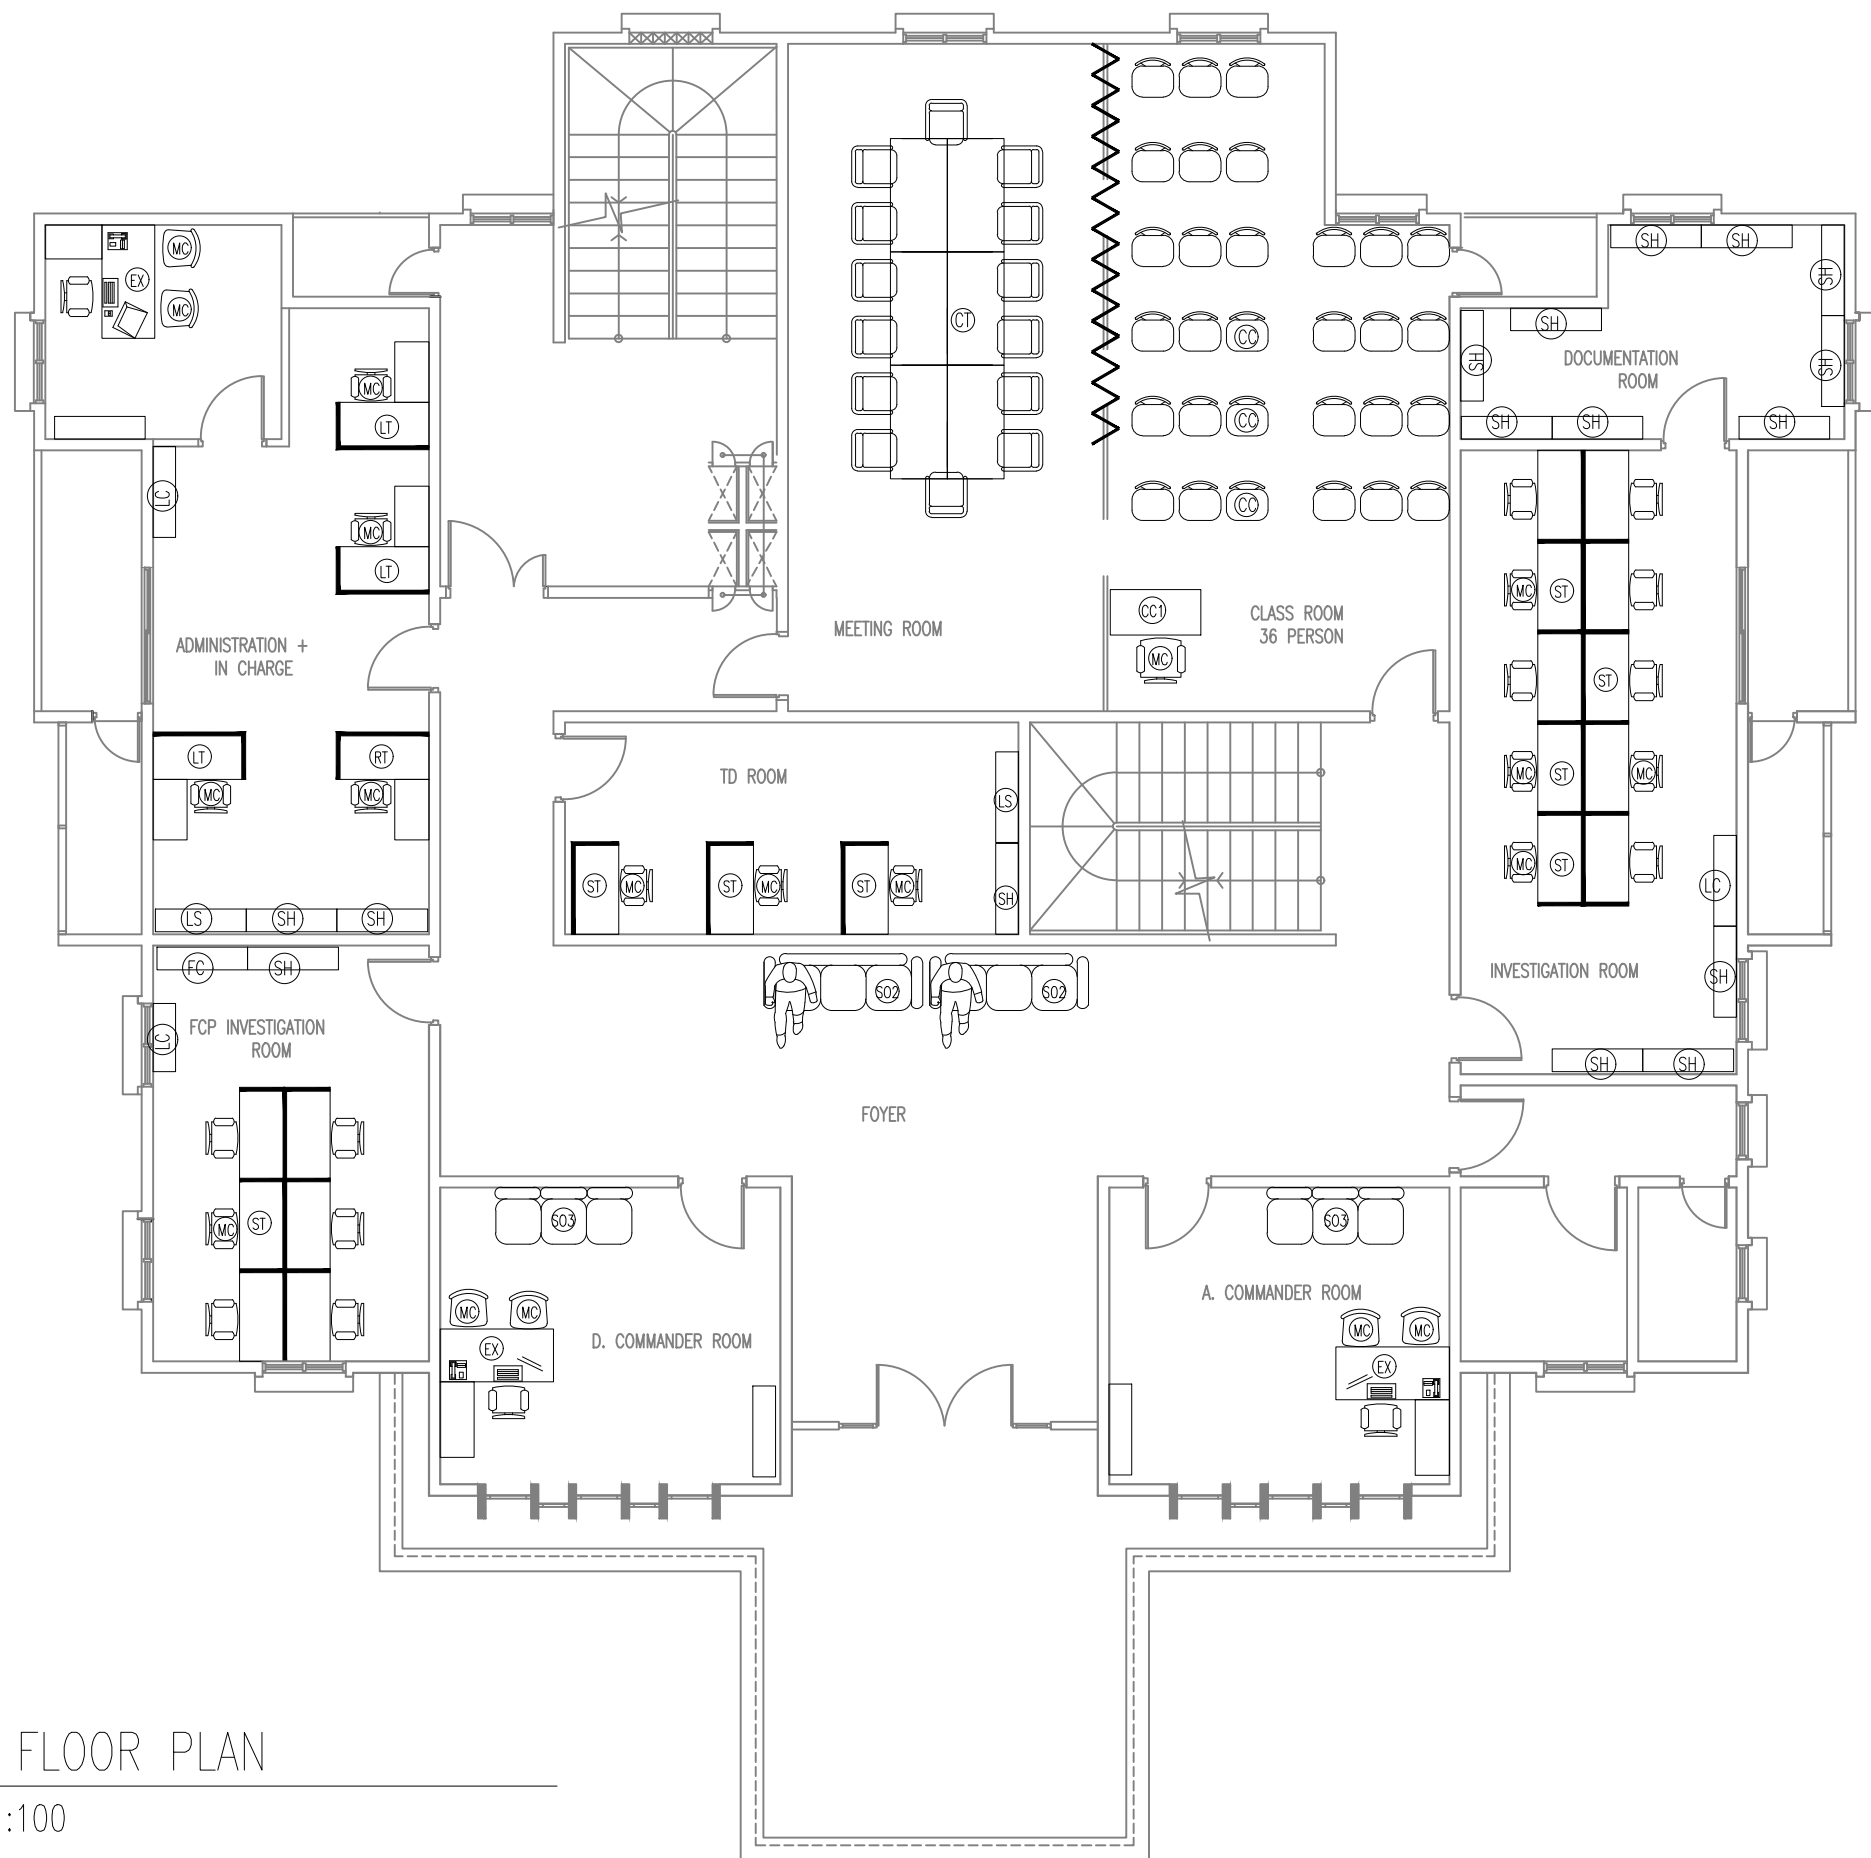 MC
EX
MC
SH
SH
SH
SH
SH
SH
SH
SH
SH
DOCUMENTATION
ROOM
CT
CC
CC
CC
MC
LT
MC
LT
LC
ADMINISTRATION +
IN CHARGE
MEETING ROOM
CC1
MC
CLASS ROOM
36 PERSON
MC
ST
ST
MC
ST
MC
MC
ST
LT
MC
RT
MC
TD ROOM
LS
SH
ST
MC
ST
MC
ST
MC
LC
SH
INVESTIGATION ROOM
SH
SH
LS
SH
SH
FC
SH
LC
FCP INVESTIGATION
ROOM
SO2
SO2
FOYER
MC
ST
SO3
MC
MC
EX
D. COMMANDER ROOM
SO3
A. COMMANDER ROOM
MC
MC
EX
FLOOR PLAN
:100